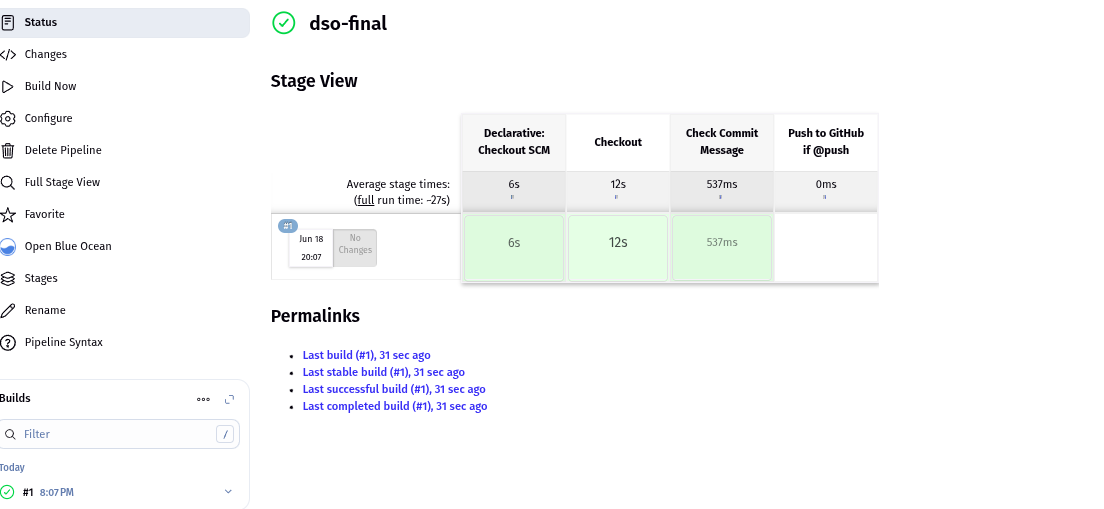 Status
Changes
Build Now
Configure
Delete Pipeline
Full Stage View
Favorite
Open Blue Ocean
Stages
Rename
Pipeline Syntax
Builds
Filter
/
Today
#1 8:07 PM
dso-final
Stage View
Declarative:
Checkout SCM
Checkout
Check Commit
Message
Push to GitHub
if @push
Average stage times:
(full run time: ~27s)
6s
12s
537ms
0ms
#1
Jun 18
20:07
No
Changes
6s
12s
537ms
Permalinks
Last build (#1), 31 sec ago
Last stable build (#1), 31 sec ago
Last successful build (#1), 31 sec ago
Last completed build (#1), 31 sec ago